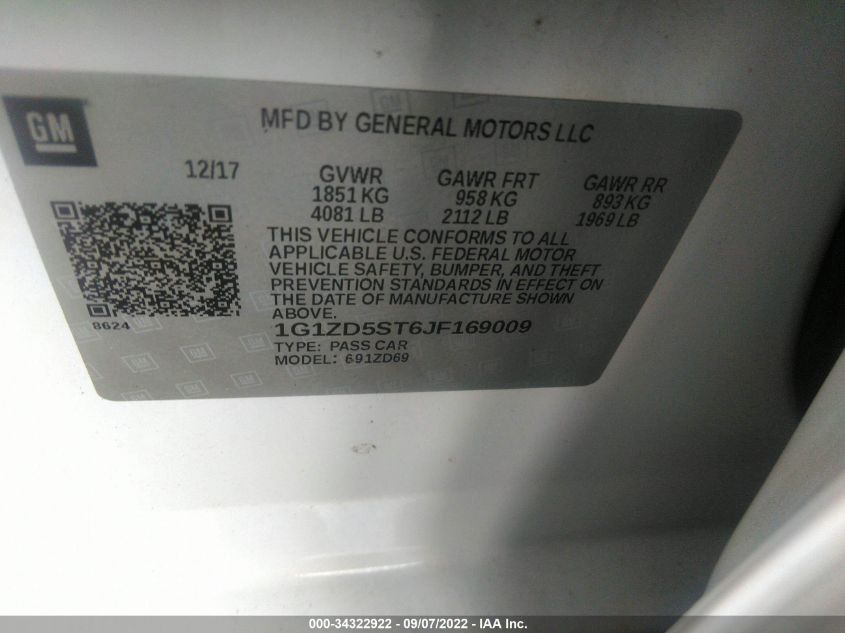 GM
MFD BY GENERAL MOTORS LLC
12/17
GVWR
1851 KG
4081 LB
GAWR FRT
958 KG
2112 LB
GAWR RR
893 KG
1969 LB
THIS VEHICLE CONFORMS TO ALL
APPLICABLE U.S. FEDERAL MOTOR
VEHICLE SAFETY, BUMPER, AND THEFT
PREVENTION STANDARDS IN EFFECT ON
THE DATE OF MANUFACTURE SHOWN
ABOVE.
8624
1G1ZD5ST6JF169009
TYPE: PASS CAR
MODEL: 691ZD69
000-34322922 - 09/07/2022 - IAA Inc.